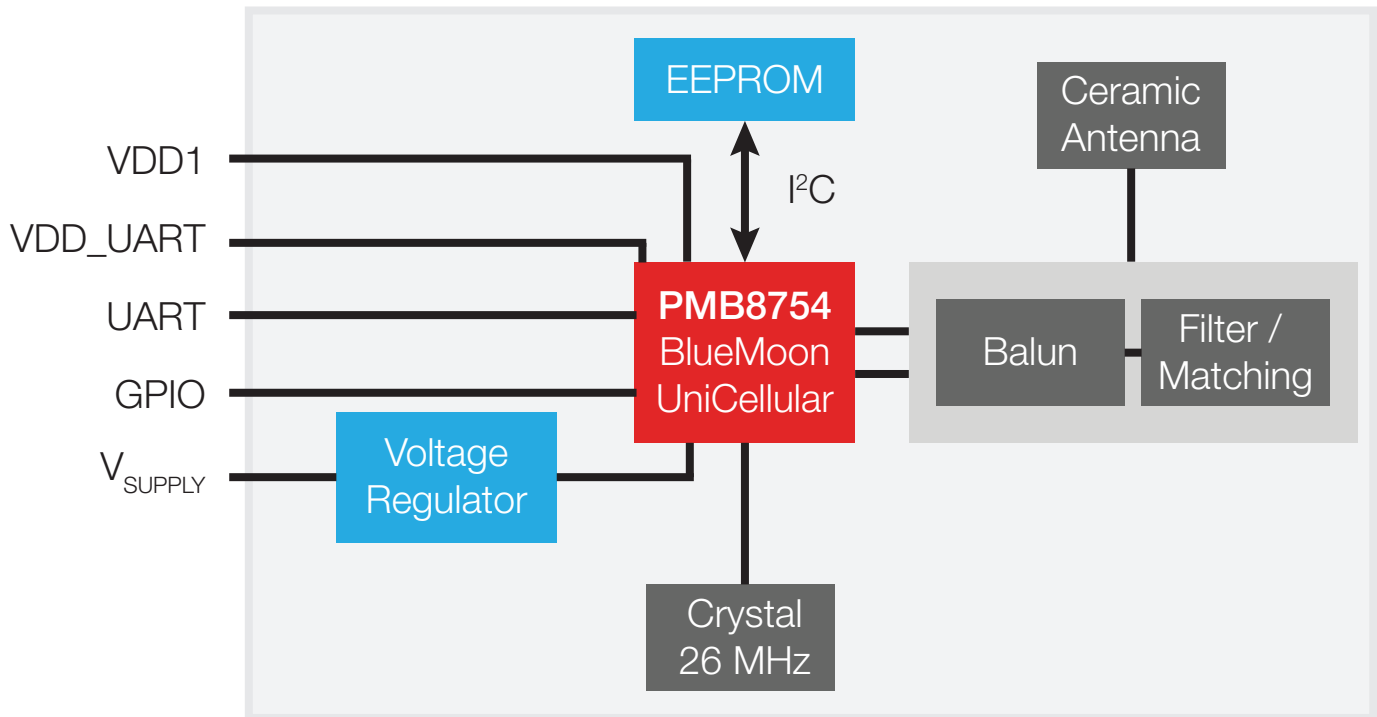 EEPROM
Ceramic
Antenna
VDD1
I²C
VDD_UART
UART
PMB8754
BlueMoon
UniCellular
Balun
Filter /
Matching
GPIO
VSUPPLY
Voltage
Regulator
Crystal
26 MHz